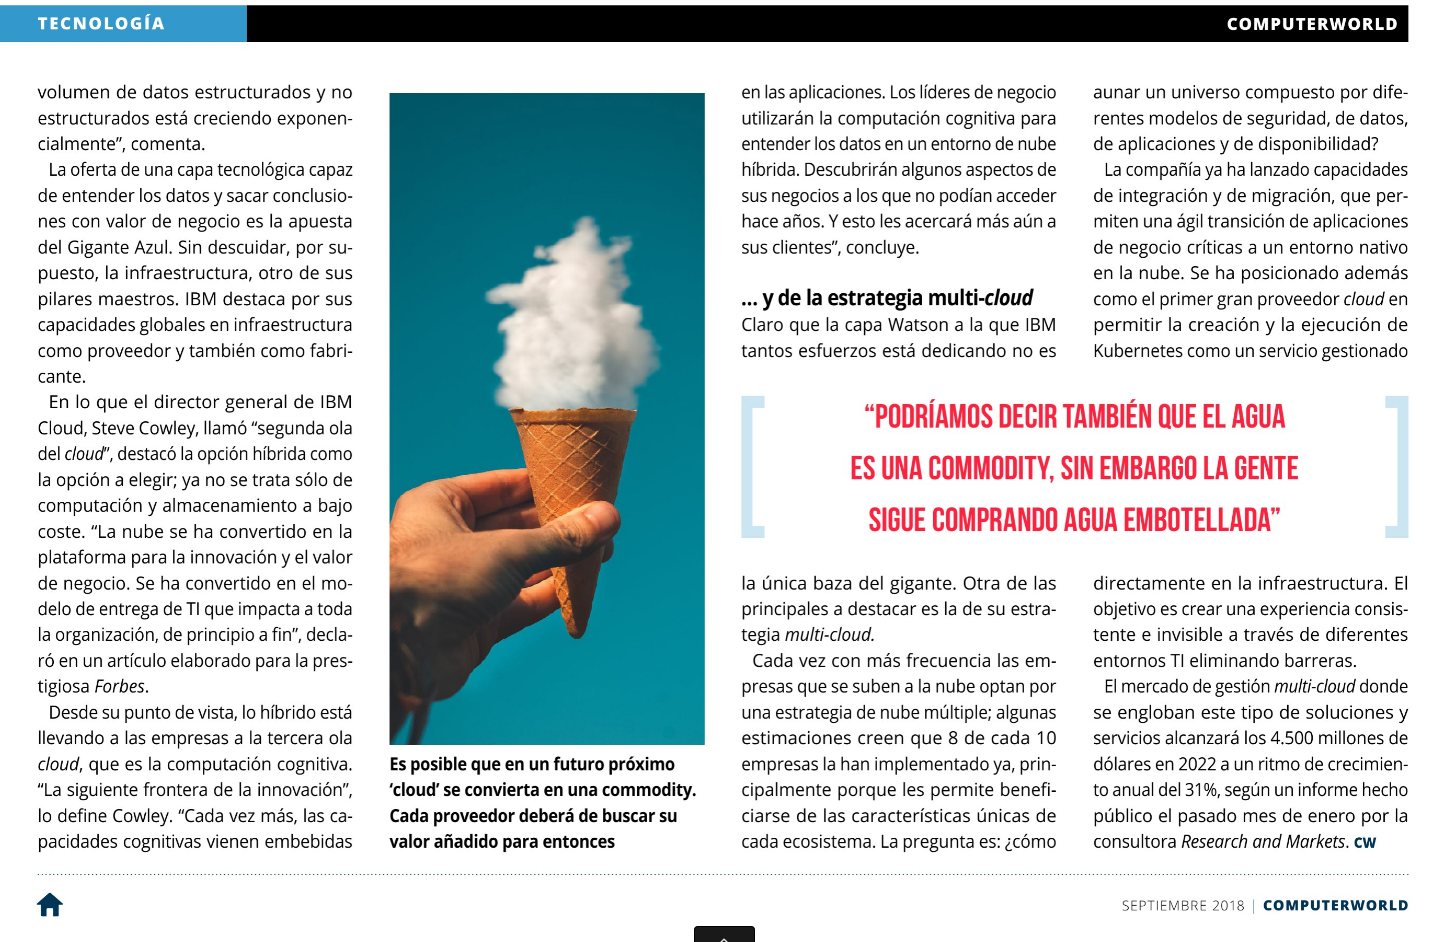 TECNOLOGÍA
COMPUTERWORLD
volumen de datos estructurados y no
estructurados está creciendo exponen-
cialmente”, comenta.
La oferta de una capa tecnológica capaz
de entender los datos y sacar conclusio-
nes con valor de negocio es la apuesta
del Gigante Azul. Sin descuidar, por su-
puesto, la infraestructura, otro de sus
pilares maestros. IBM destaca por sus
capacidades globales en infraestructura
como proveedor y también como fabri-
cante.
En lo que el director general de IBM
Cloud, Steve Cowley, llamó “segunda ola
del cloud”, destacó la opción híbrida como
la opción a elegir; ya no se trata sólo de
computación y almacenamiento a bajo
coste. “La nube se ha convertido en la
plataforma para la innovación y el valor
de negocio. Se ha convertido en el mo-
delo de entrega de TI que impacta a toda
la organización, de principio a fin”, decla-
ró en un artículo elaborado para la pres-
tigiosa Forbes.
Desde su punto de vista, lo híbrido está
llevando a las empresas a la tercera ola
cloud, que es la computación cognitiva.
“La siguiente frontera de la innovación”,
lo define Cowley. “Cada vez más, las ca-
pacidades cognitivas vienen embebidas
Es posible que en un futuro próximo
‘cloud’ se convierta en una commodity.
Cada proveedor deberá de buscar su
valor añadido para entonces
en las aplicaciones. Los líderes de negocio
utilizarán la computación cognitiva para
entender los datos en un entorno de nube
híbrida. Descubrirán algunos aspectos de
sus negocios a los que no podían acceder
hace años. Y esto les acercará más aún a
sus clientes”, concluye.
... y de la estrategia multi-cloud
Claro que la capa Watson a la que IBM
tantos esfuerzos está dedicando no es
la única baza del gigante. Otra de las
principales a destacar es la de su estra-
tegia multi-cloud.
Cada vez con más frecuencia las em-
presas que se suben a la nube optan por
una estrategia de nube múltiple; algunas
estimaciones creen que 8 de cada 10
empresas la han implementado ya, prin-
cipalmente porque les permite benefi-
ciarse de las características únicas de
cada ecosistema. La pregunta es: ¿cómo
aunar un universo compuesto por dife-
rentes modelos de seguridad, de datos,
de aplicaciones y de disponibilidad?
La compañía ya ha lanzado capacidades
de integración y de migración, que per-
miten una ágil transición de aplicaciones
de negocio críticas a un entorno nativo
en la nube. Se ha posicionado además
como el primer gran proveedor cloud en
permitir la creación y la ejecución de
Kubernetes como un servicio gestionado
directamente en la infraestructura. El
objetivo es crear una experiencia consis-
tente e invisible a través de diferentes
entornos TI eliminando barreras.
El mercado de gestión multi-cloud donde
se engloban este tipo de soluciones y
servicios alcanzará los 4.500 millones de
dólares en 2022 a un ritmo de crecimien-
to anual del 31%, según un informe hecho
público el pasado mes de enero por la
consultora Research and Markets. CW
“PODRÍAMOS DECIR TAMBIÉN QUE EL AGUA
ES UNA COMMODITY, SIN EMBARGO LA GENTE
SIGUE COMPRANDO AGUA EMBOTELLADA”
SEPTIEMBRE 2018 | COMPUTERWORLD